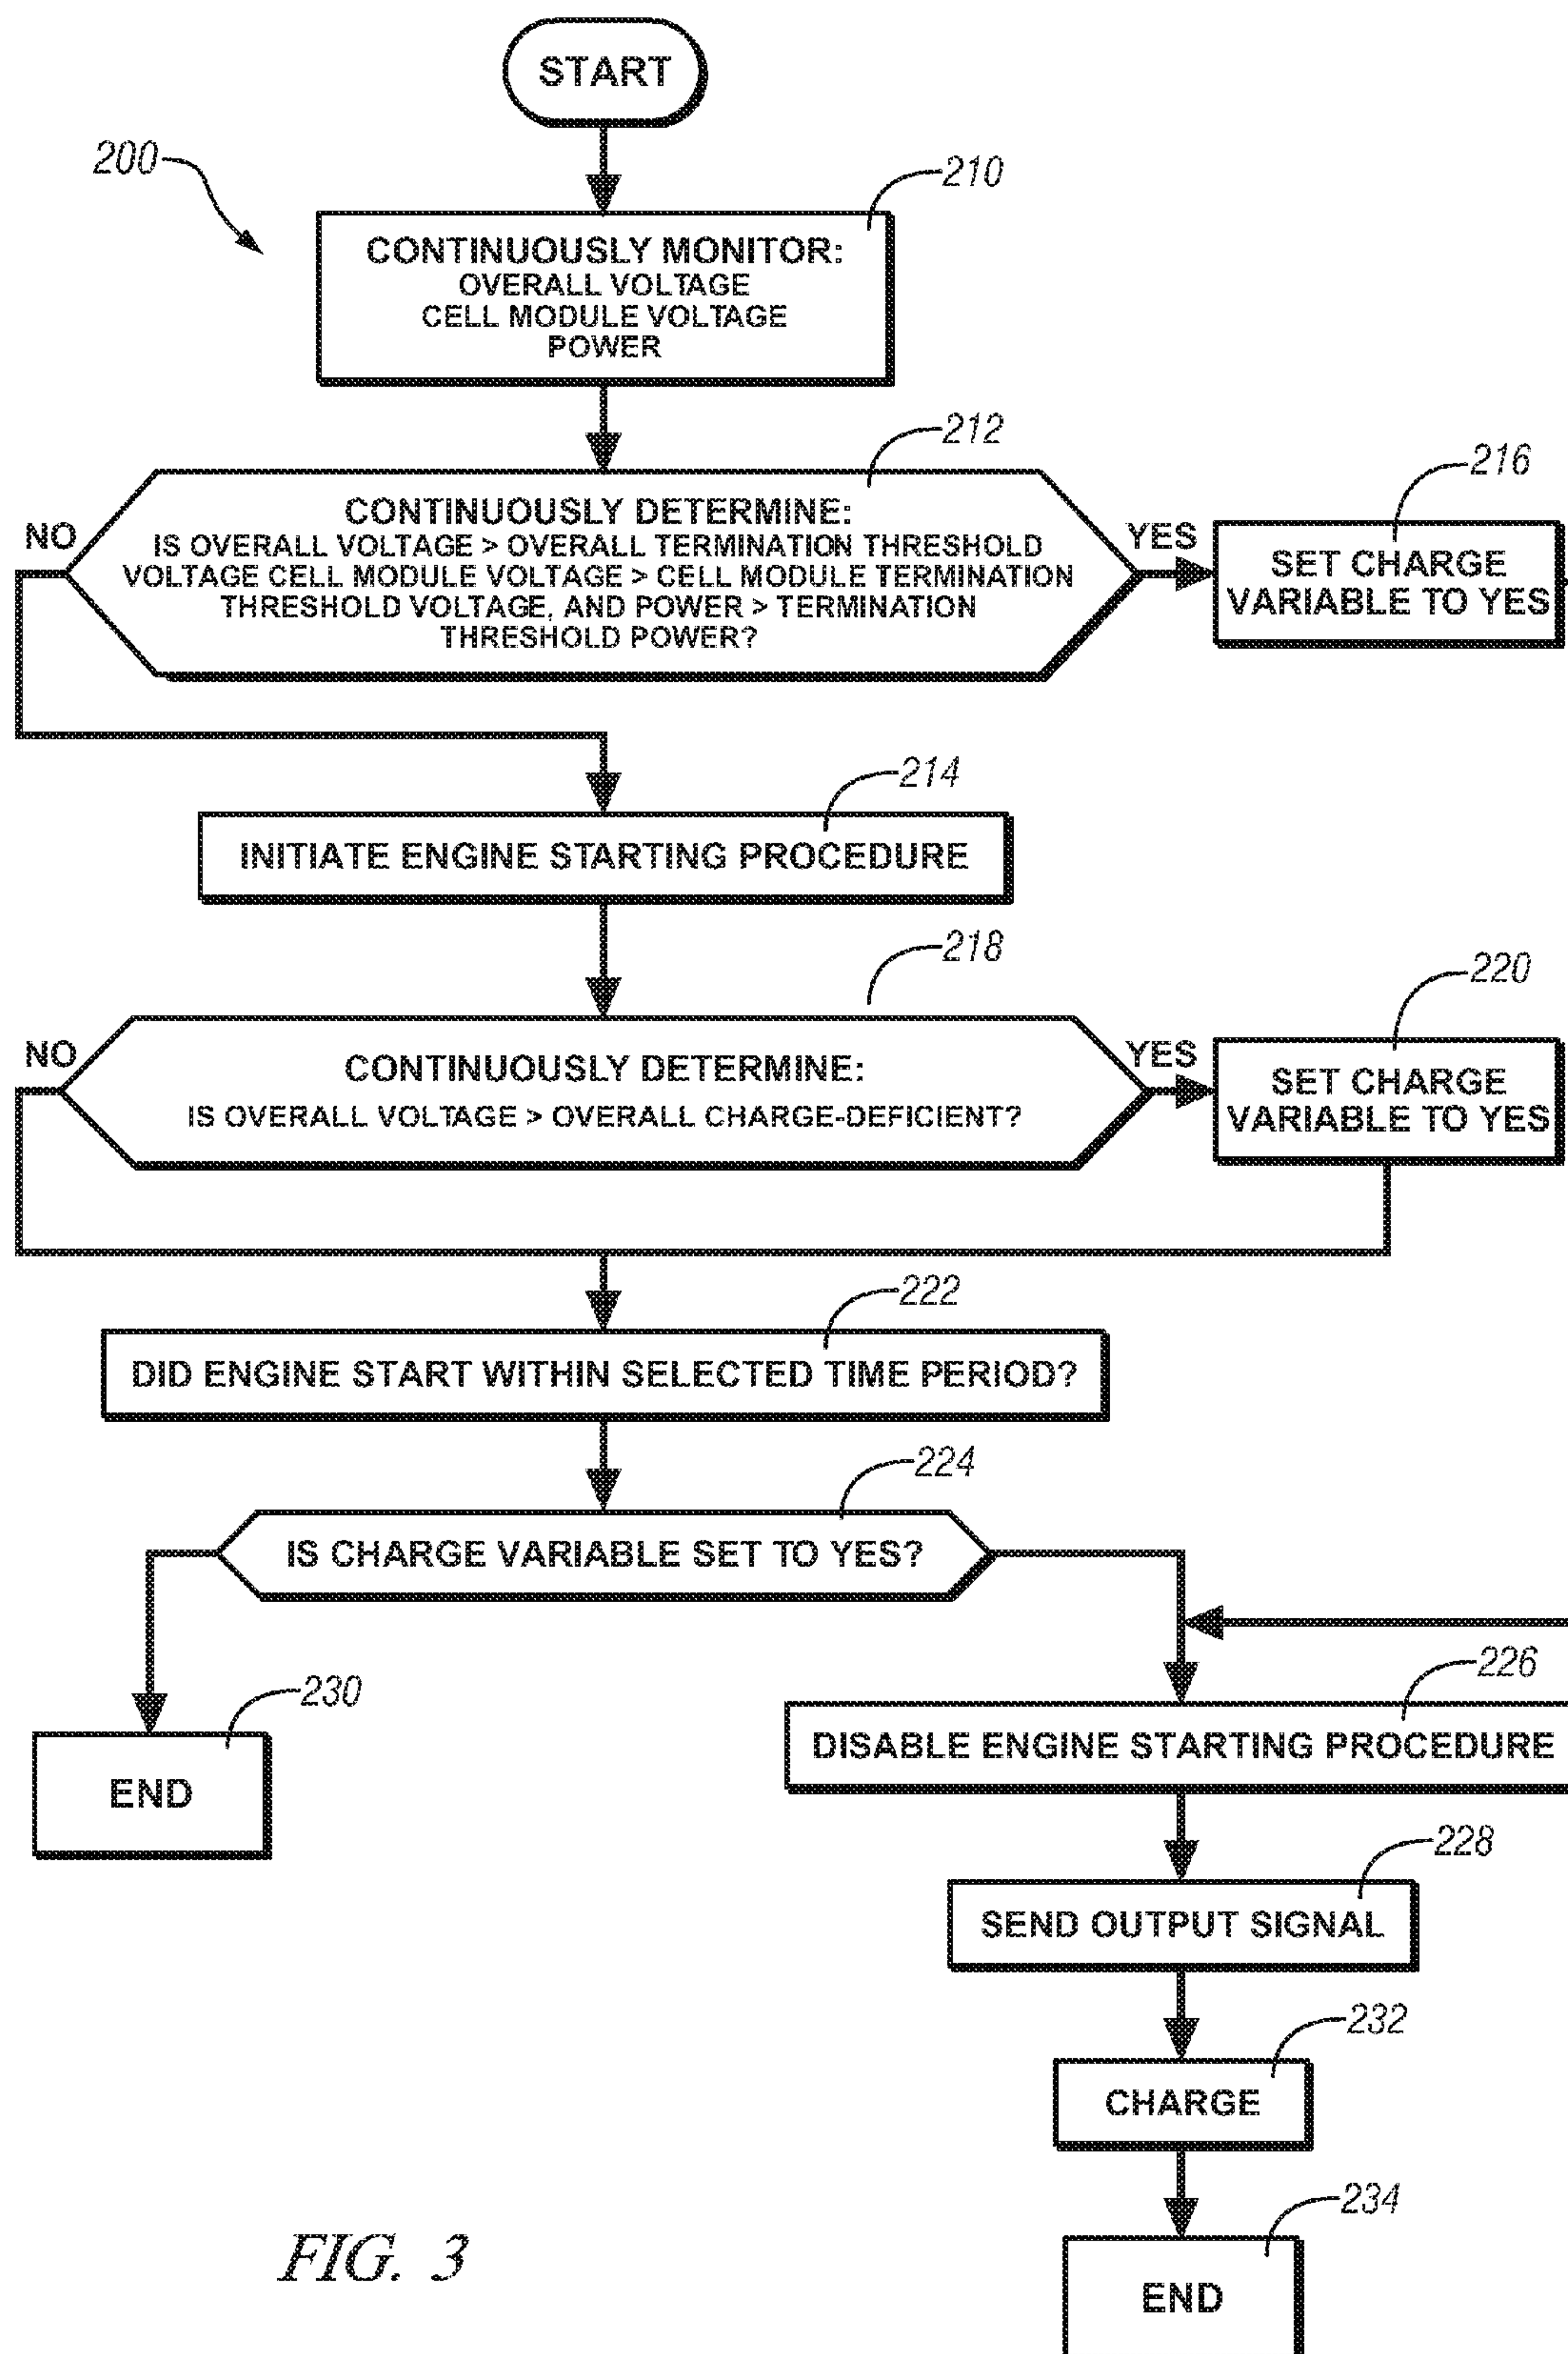 START
200
210
CONTINUOUSLY MONITOR:
OVERALL VOLTAGE
CELL MODULE VOLTAGE
POWER
212
216
CONTINUOUSLY DETERMINE:
IS OVERALL VOLTAGE > OVERALL TERMINATION THRESHOLD
VOLTAGE CELL MODULE VOLTAGE > CELL MODULE TERMINATION
THRESHOLD VOLTAGE, AND POWER > TERMINATION
THRESHOLD POWER?
NO
YES
SET CHARGE
VARIABLE TO YES
214
INITIATE ENGINE STARTING PROCEDURE
218
220
NO
CONTINUOUSLY DETERMINE:
IS OVERALL VOLTAGE > OVERALL CHARGE-DEFICIENT?
YES
SET CHARGE
VARIABLE TO YES
222
DID ENGINE START WITHIN SELECTED TIME PERIOD?
224
IS CHARGE VARIABLE SET TO YES?
230
END
226
DISABLE ENGINE STARTING PROCEDURE
228
SEND OUTPUT SIGNAL
232
CHARGE
234
END
FIG. 3